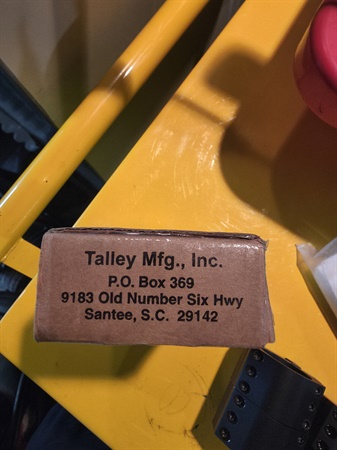 Talley Mfg., Inc.
P.O. Box 369
9183 Old Number Six Hwy
Santee, S.C. 29142